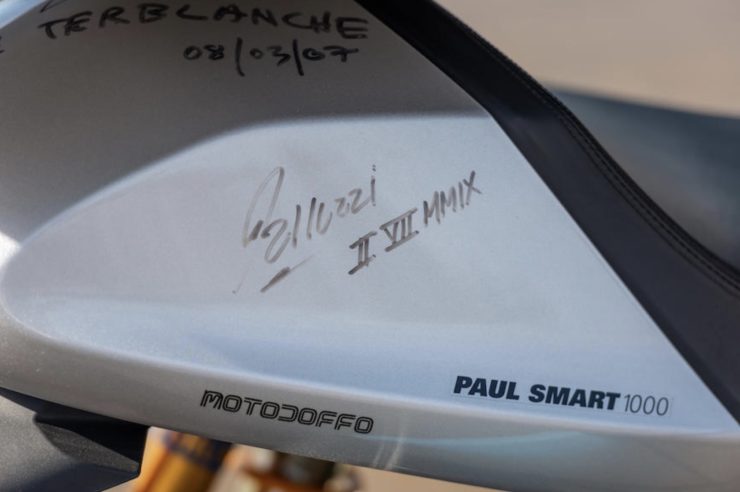 TERBLANCHE
08/03/07
II VII MMIX
PAUL SMART 1000
MOTODOFFO